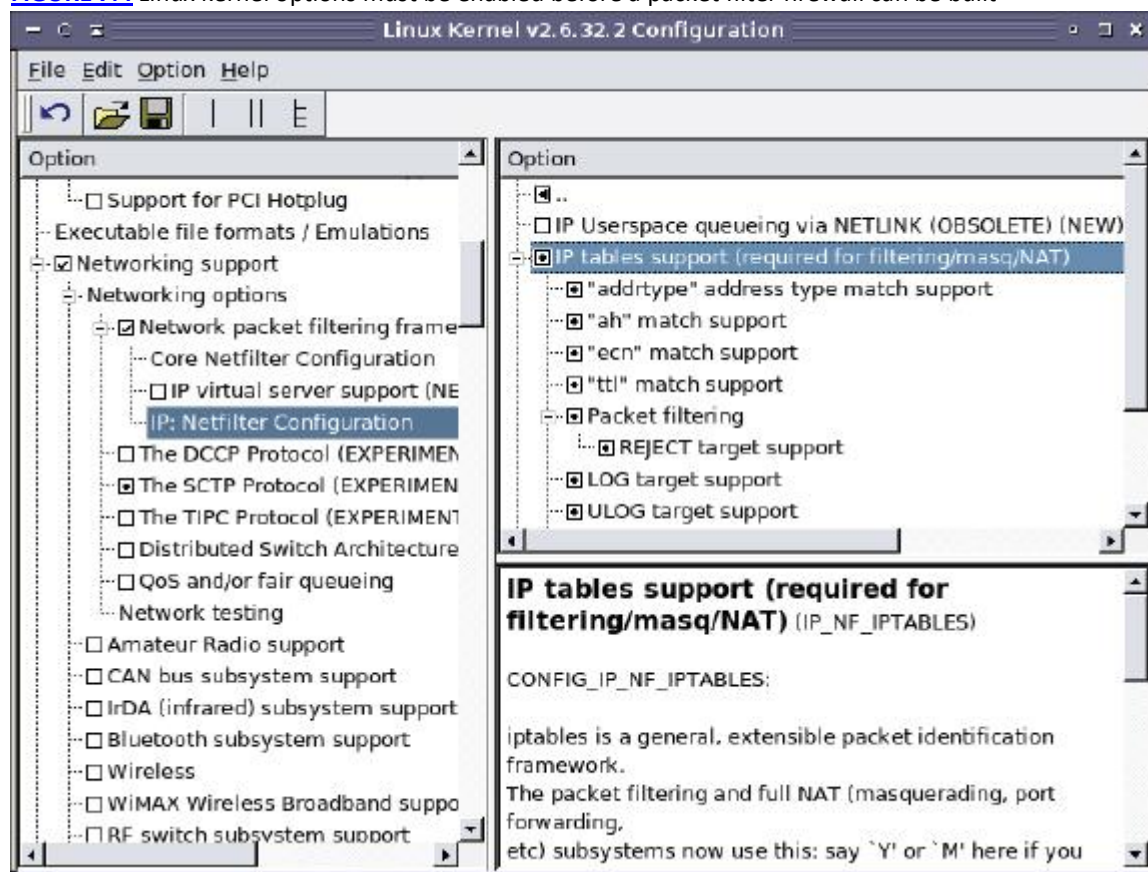 Linux kernel options must be enabled before a packet filter firewall can be built
Linux Kernel v2.6.32.2 Configuration
File Edit Option Help
Option
Support for PCI Hotplug
Executable file formats / Emulations
Networking support
Networking options
Network packet filtering frame
Core Netfilter Configuration
IP virtual server support (NE
IP: Netfilter Configuration
The DCCP Protocol (EXPERIMEN
The SCTP Protocol (EXPERIMEN
The TIPC Protocol (EXPERIMENT
Distributed Switch Architecture
QoS and/or fair queueing
Network testing
Amateur Radio support
CAN bus subsystem support
IrDA (infrared) subsystem support
Bluetooth subsystem support
Wireless
WiMAX Wireless Broadband suppo
RF switch subsystem support
Option
..
IP Userspace queueing via NETLINK (OBSOLETE) (NEW)
IP tables support (required for filtering/masq/NAT)
"addrtype" address type match support
"ah" match support
"ecn" match support
"ttl" match support
Packet filtering
REJECT target support
LOG target support
ULOG target support
IP tables support (required for
filtering/masq/NAT) (IP_NF_IPTABLES)
CONFIG_IP_NF_IPTABLES:
iptables is a general, extensible packet identification
framework.
The packet filtering and full NAT (masquerading, port
forwarding,
etc) subsystems now use this: say `Y' or `M' here if you